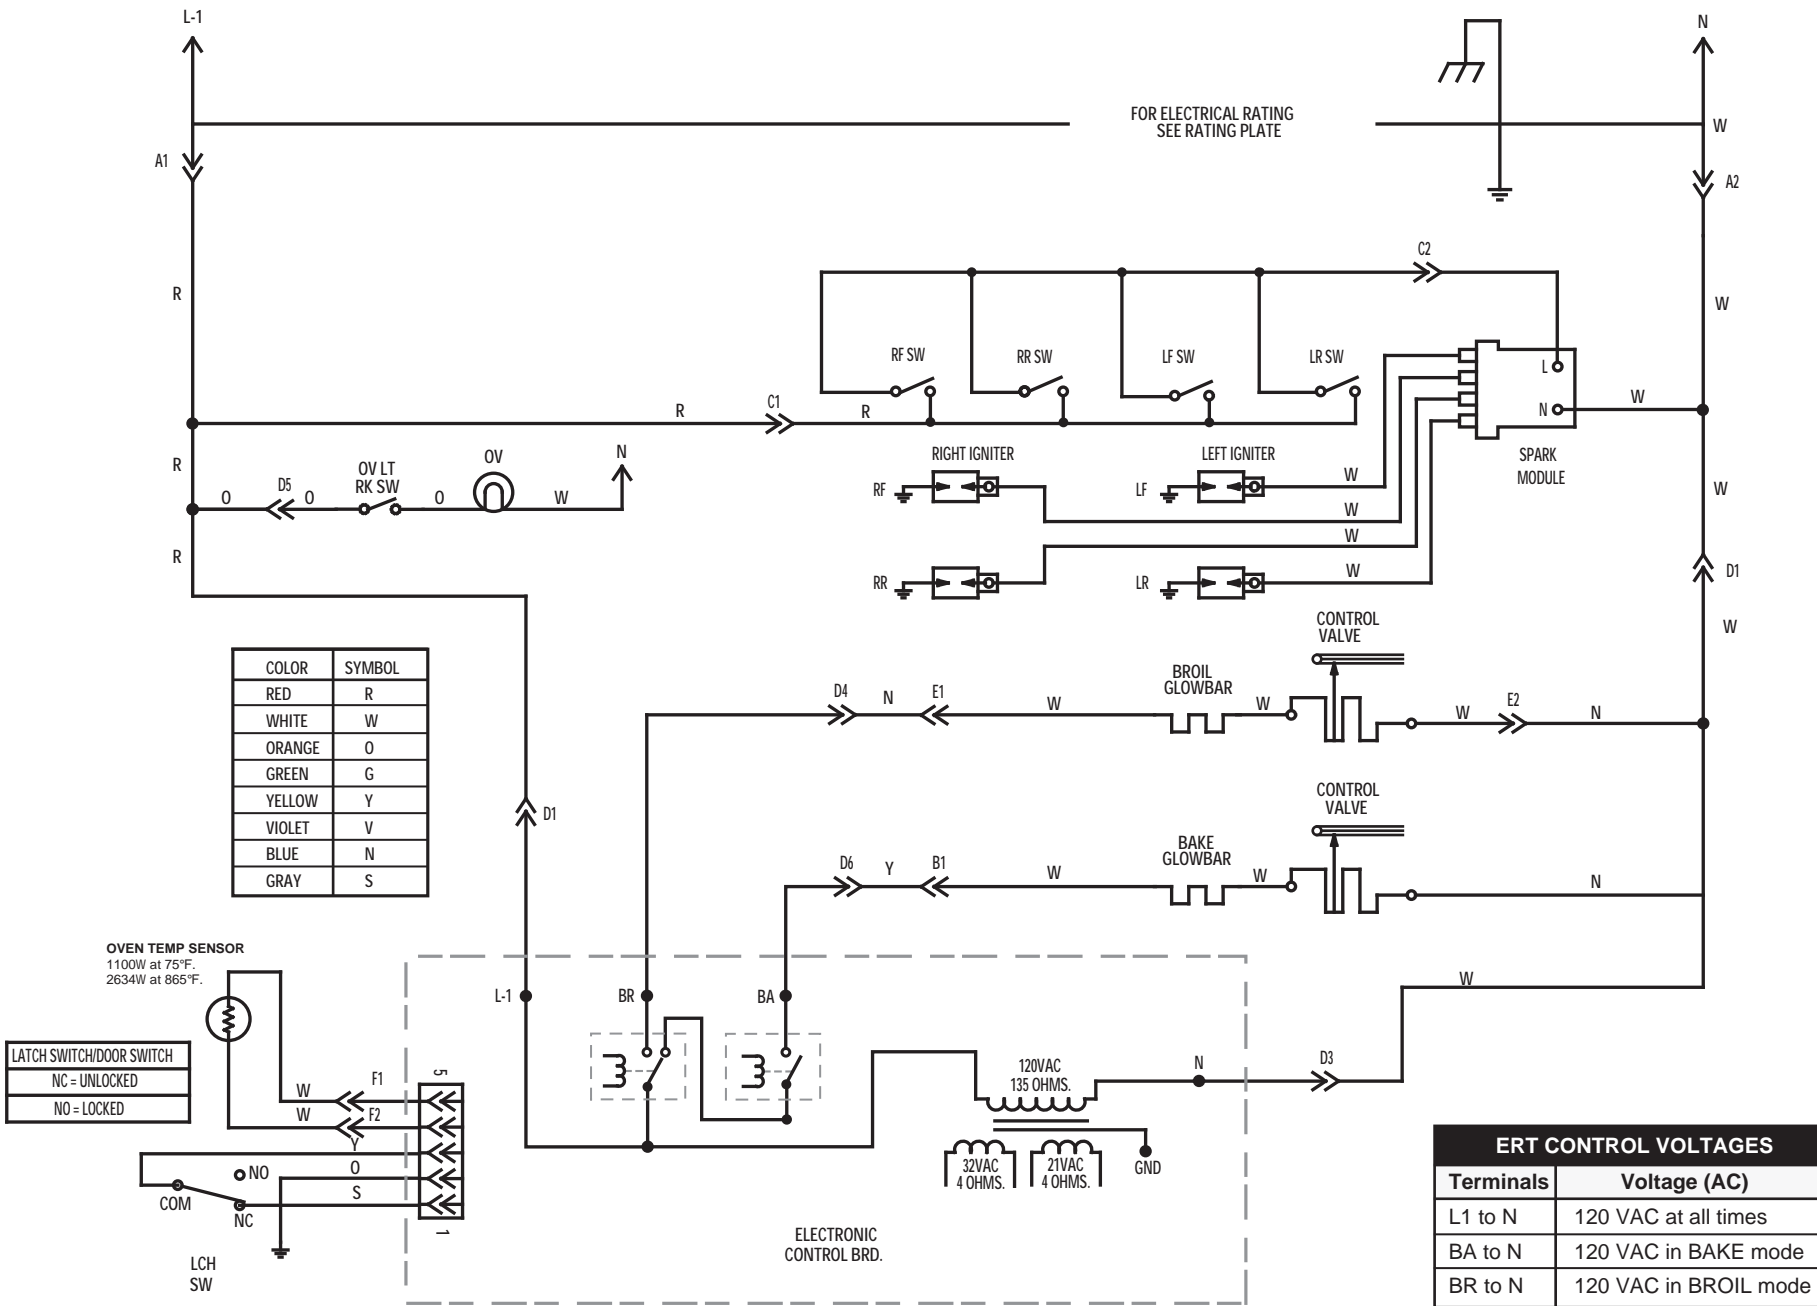 L-1
N
FOR ELECTRICAL RATING
SEE RATING PLATE
W
A1
A2
C2
R
W
RF SW
RR SW
LF SW
LR SW
L
C1
R
R
N
W
SPARK
MODULE
R
OV LT
RK SW
OV
N
D5
O
O
O
W
RIGHT IGNITER
LEFT IGNITER
RF
LF
W
W
W
W
RR
LR
W
R
D1
W
CONTROL
VALVE
COLOR SYMBOL
RED R
WHITE W
ORANGE O
GREEN G
YELLOW Y
VIOLET V
BLUE N
GRAY S
BROIL
GLOWBAR
D4
N
E1
W
W
W
E2
N
D1
CONTROL
VALVE
BAKE
GLOWBAR
D6
Y
B1
W
W
N
OVEN TEMP SENSOR
1100W at 75°F.
2634W at 865°F.
L-1
BR
BA
W
LATCH SWITCH/DOOR SWITCH
NC = UNLOCKED
NO = LOCKED
W
F1
W
F2
Y
O
S
5
1
NO
COM
NC
LCH
SW
120VAC
135 OHMS.
N
D3
32VAC
4 OHMS.
21VAC
4 OHMS.
GND
ELECTRONIC
CONTROL BRD.
ERT CONTROL VOLTAGES
Terminals Voltage (AC)
L1 to N 120 VAC at all times
BA to N 120 VAC in BAKE mode
BR to N 120 VAC in BROIL mode